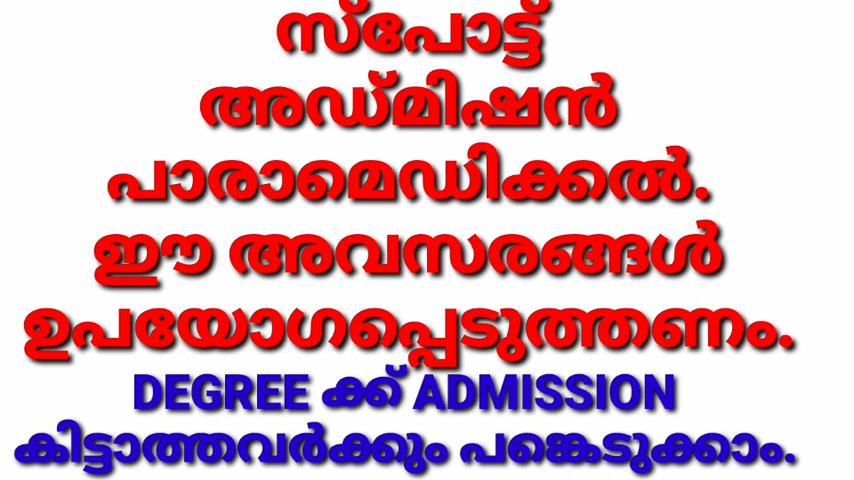 സ്പോട്ട്
അഡ്മിഷൻ
പാരാമെഡിക്കൽ.
ഈ അവസരങ്ങൾ
ഉപയോഗപ്പെടുത്തണം.
DEGREE ക്ക് ADMISSION
കിട്ടാത്തവർക്കും പങ്കെടുക്കാം.